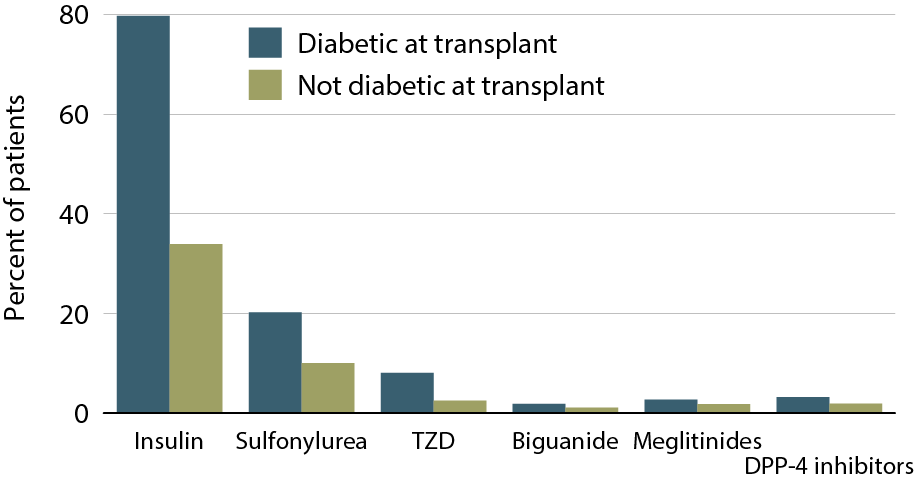 80
60
40
20
0
Percent of patients
Diabetic at transplant
Not diabetic at transplant
Insulin
Sulfonylurea
TZD
Biguanide
Meglitinides
DPP-4 inhibitors